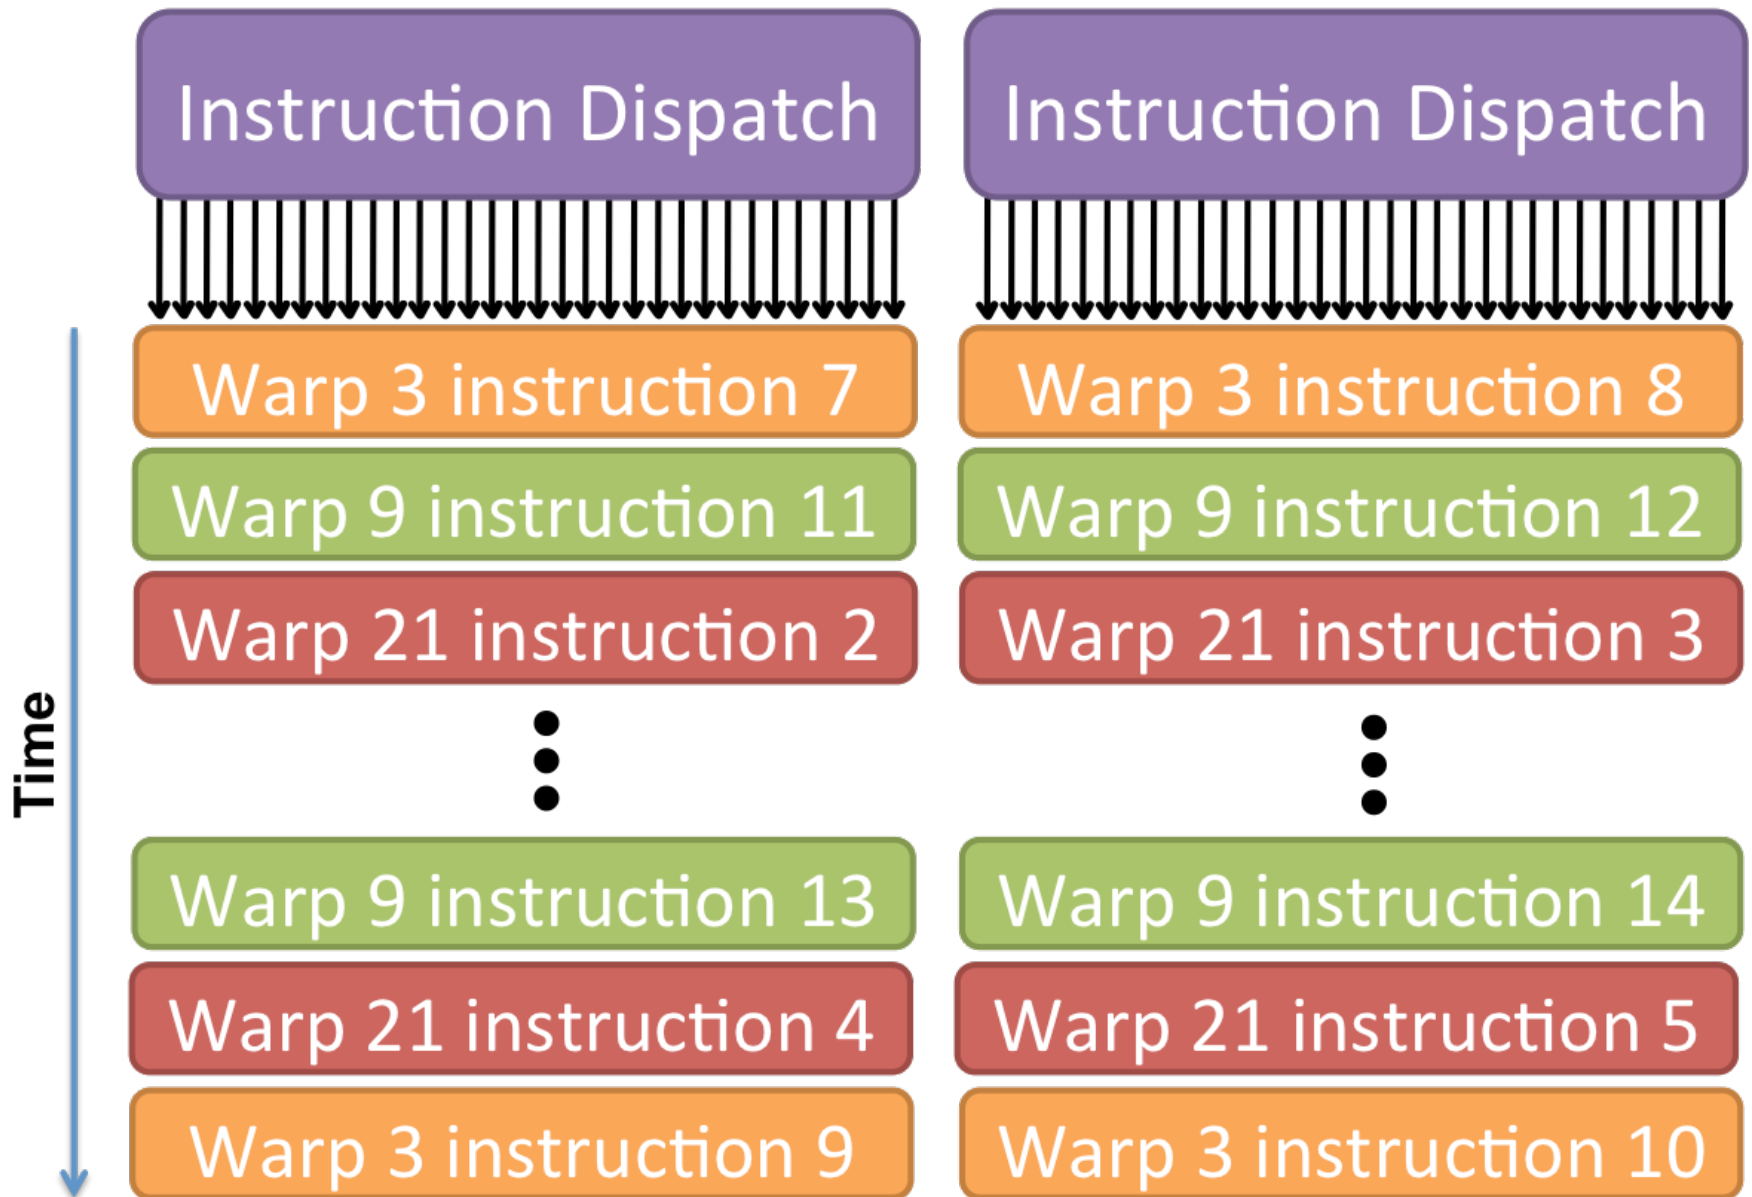 Instruction Dispatch
Instruction Dispatch
Time
Warp 3 instruction 7
Warp 3 instruction 8
Warp 9 instruction 11
Warp 9 instruction 12
Warp 21 instruction 2
Warp 21 instruction 3
Warp 9 instruction 13
Warp 9 instruction 14
Warp 21 instruction 4
Warp 21 instruction 5
Warp 3 instruction 9
Warp 3 instruction 10